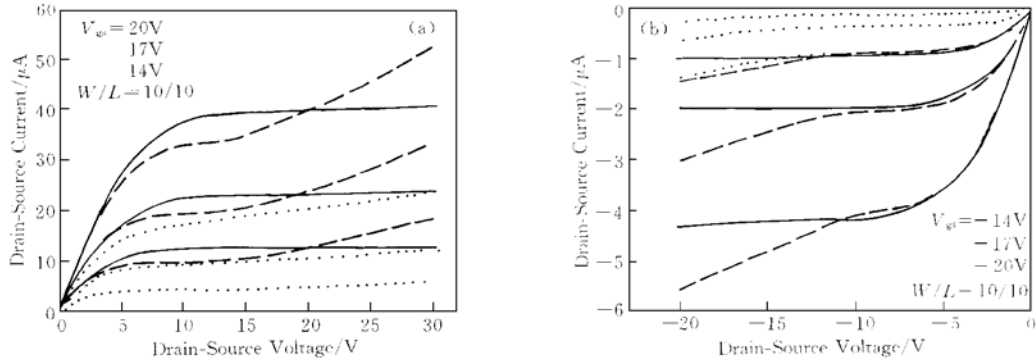 (a)
V_gs=20V
17V
14V
W/L=10/10
60
50
40
30
20
10
0
0 5 10 15 20 25 30
Drain-Source Current/μA
Drain-Source Voltage/V
(b)
0
−1
−2
−3
−4
−5
−6
−20 −15 −10 −5 0
V_gs=−14V
−17V
−20V
W/L=10/10
Drain-Source Current/μA
Drain-Source Voltage/V